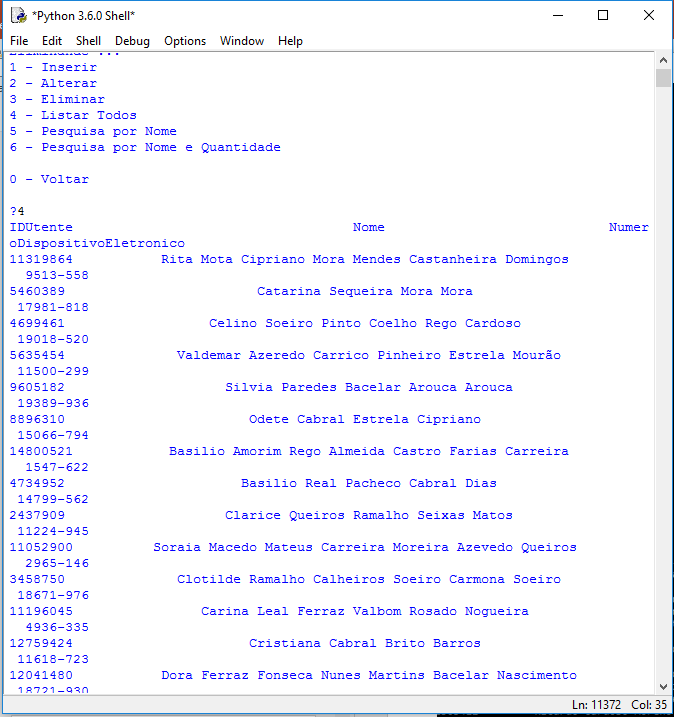 *Python 3.6.0 Shell*
File Edit Shell Debug Options Window Help
Eliminando ...
1 - Inserir
2 - Alterar
3 - Eliminar
4 - Listar Todos
5 - Pesquisa por Nome
6 - Pesquisa por Nome e Quantidade
0 - Voltar
?4
IDUtente Nome Numer
oDispositivoEletronico
11319864 Rita Mota Cipriano Mora Mendes Castanheira Domingos
9513-558
5460389 Catarina Sequeira Mora Mora
17981-818
4699461 Celino Soeiro Pinto Coelho Rego Cardoso
19018-520
5635454 Valdemar Azeredo Carrico Pinheiro Estrela Mourão
11500-299
9605182 Silvia Paredes Bacelar Arouca Arouca
19389-936
8896310 Odete Cabral Estrela Cipriano
15066-794
14800521 Basilio Amorim Rego Almeida Castro Farias Carreira
1547-622
4734952 Basilio Real Pacheco Cabral Dias
14799-562
2437909 Clarice Queiros Ramalho Seixas Matos
11224-945
11052900 Soraia Macedo Mateus Carreira Moreira Azevedo Queiros
2965-146
3458750 Clotilde Ramalho Calheiros Soeiro Carmona Soeiro
18671-976
11196045 Carina Leal Ferraz Valbom Rosado Nogueira
4936-335
12759424 Cristiana Cabral Brito Barros
11618-723
12041480 Dora Ferraz Fonseca Nunes Martins Bacelar Nascimento
18721-930
Ln: 11372 Col: 35